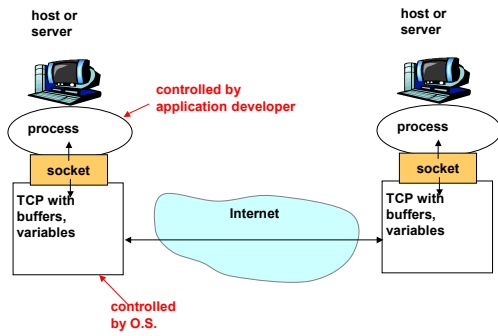 host or
server
host or
server
controlled by
application developer
process
process
socket
socket
TCP with
buffers,
variables
Internet
TCP with
buffers,
variables
controlled
by O.S.